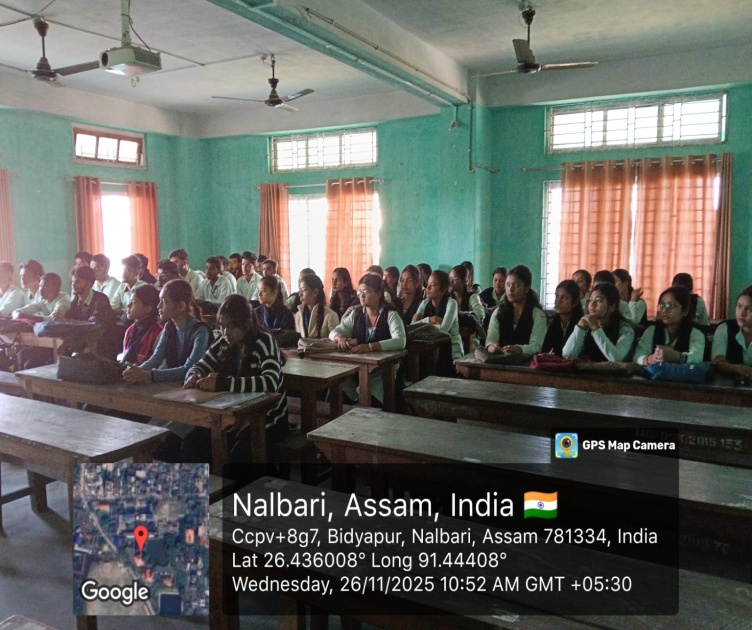 GPS Map Camera
Nalbari, Assam, India
Ccpv+8g7, Bidyapur, Nalbari, Assam 781334, India
Lat 26.436008° Long 91.44408°
Wednesday, 26/11/2025 10:52 AM GMT +05:30
Google